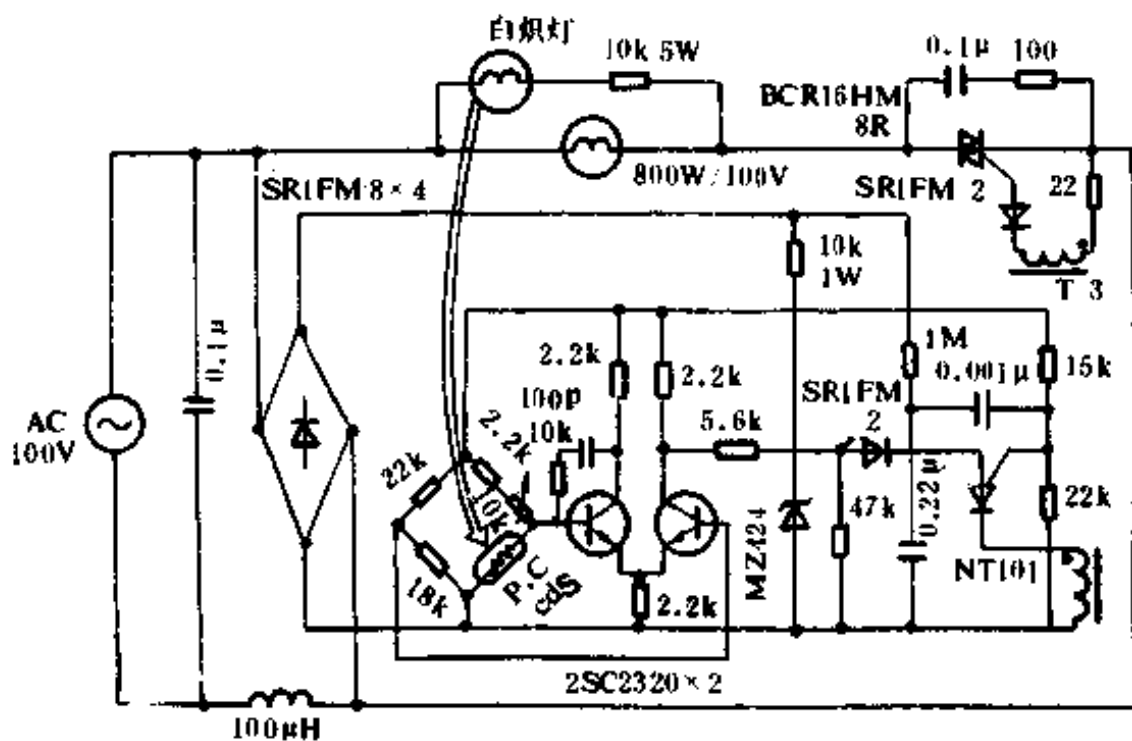 白炽灯
10k 5W
0.1μ
100
BCR16HM
8R
800W/100V
SR1FM 8×4
SR1FM 2
22
10k
1W
T 3
0.1μ
2.2k
2.2k
1M
0.001μ
15k
SR1FM
2
100P
10k
5.6k
AC
100V
22k
2.2k
10k
47k
0.22μ
22k
18k
P.C
cdS
MZ424
NT101
2.2k
2SC2320×2
100μH